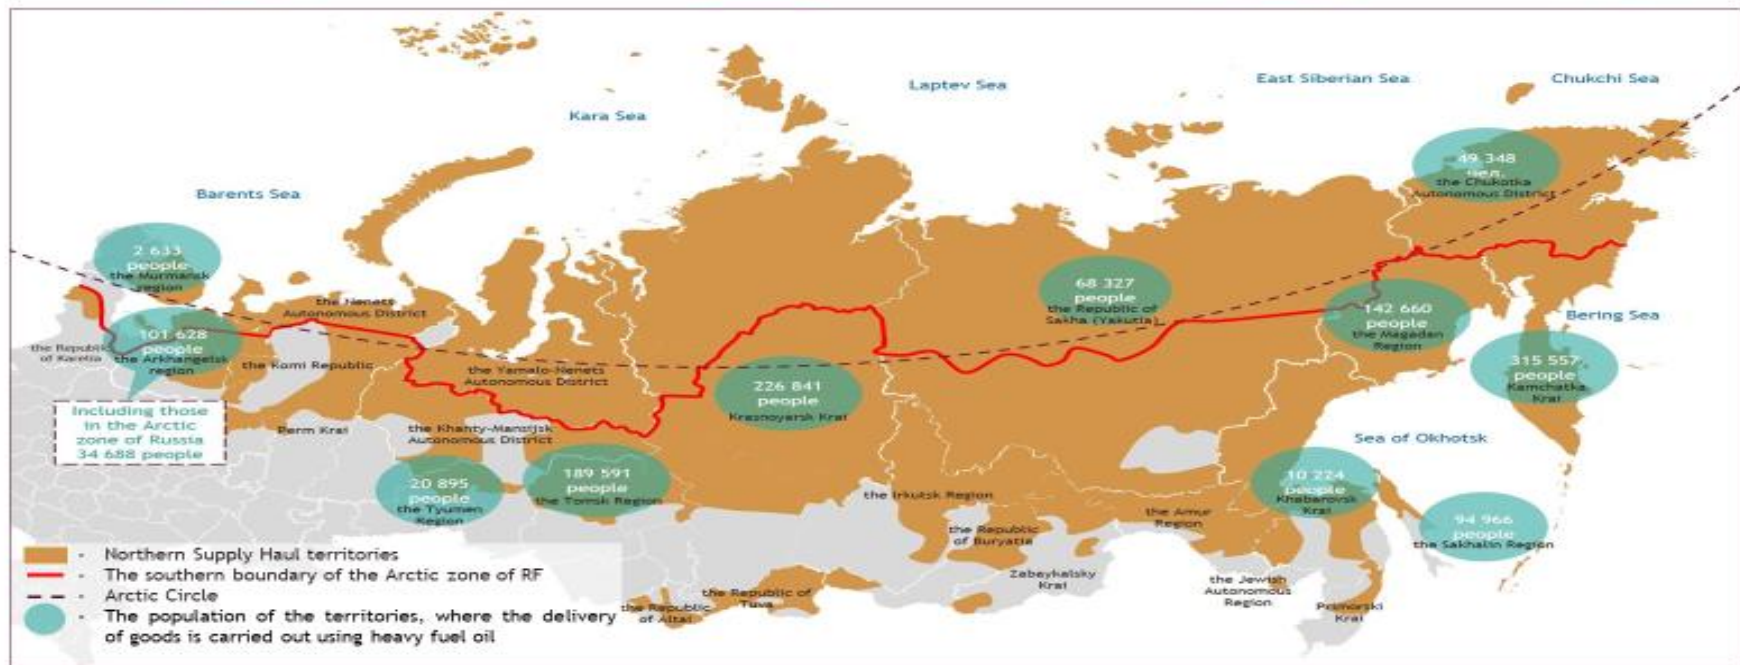 Laptev Sea
East Siberian Sea
Chukchi Sea
Kara Sea
Barents Sea
49 348
чел.
the Chukotka
Autonomous District
2 633
people
the Murmansk
region
the Nenets
Autonomous District
68 327
people
the Republic of
Sakha (Yakutia)
142 660
people
the Magadan
Region
Bering Sea
101 628
people
the Arkhangelsk
region
the Republic
of Karelia
the Komi Republic
the Yamalo-Nenets
Autonomous District
226 841
people
Krasnoyarsk Krai
315 557
people
Kamchatka
Krai
Including those
in the Arctic
zone of Russia
34 688 people
Perm Krai
the Khanty-Mansijsk
Autonomous District
Sea of Okhotsk
20 895
people
the Tyumen
Region
189 591
people
the Tomsk Region
the Irkutsk Region
10 224
people
Khabarovsk
Krai
the Amur
Region
the Republic
of Buryatia
94 966
people
the Sakhalin Region
Zabaykalsky
Krai
the Jewish
Autonomous
Region
Primorski
Krai
the Republic of
Tuva
the Republic
of Altai
- Northern Supply Haul territories
- The southern boundary of the Arctic zone of RF
- Arctic Circle
- The population of the territories, where the delivery
of goods is carried out using heavy fuel oil